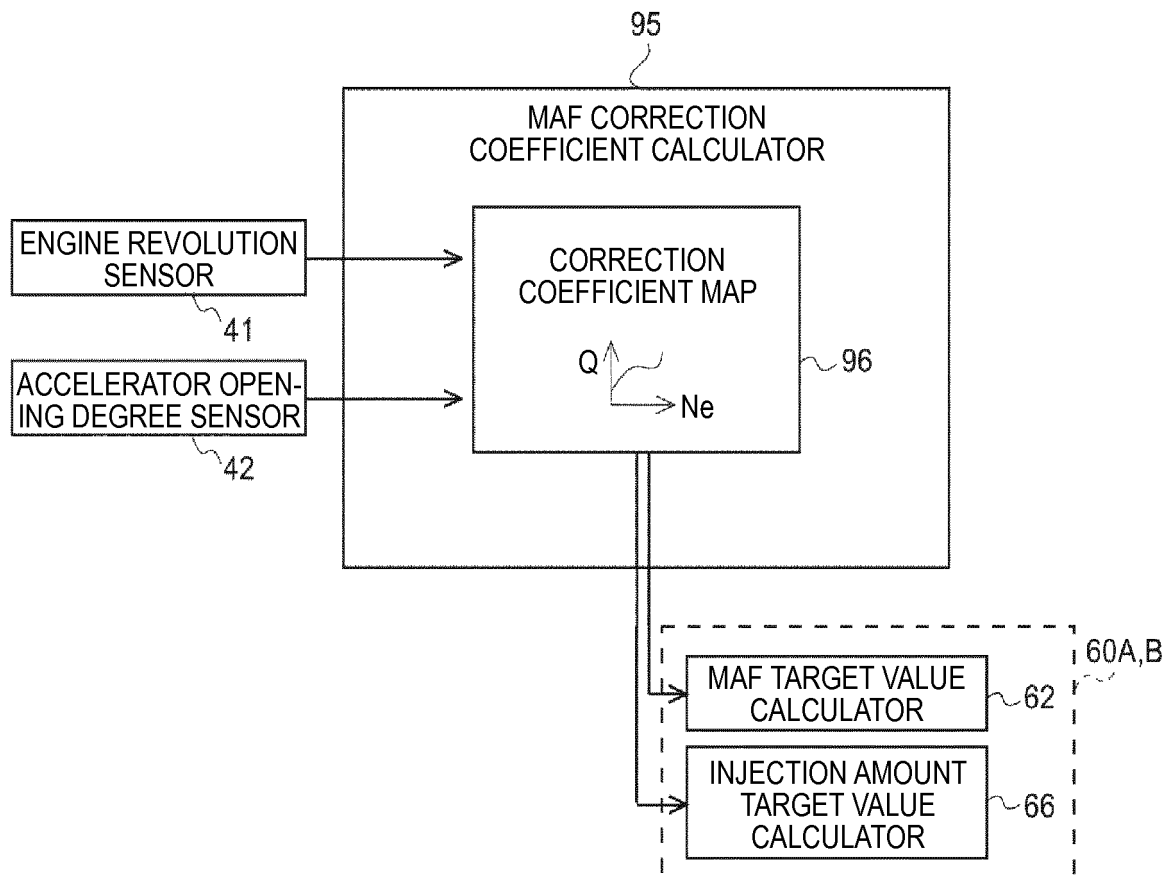 95
MAF CORRECTION
COEFFICIENT CALCULATOR
ENGINE REVOLUTION
SENSOR
41
ACCELERATOR OPEN-
ING DEGREE SENSOR
42
CORRECTION
COEFFICIENT MAP
Q
Ne
96
60A,B
MAF TARGET VALUE
CALCULATOR
62
INJECTION AMOUNT
TARGET VALUE
CALCULATOR
66